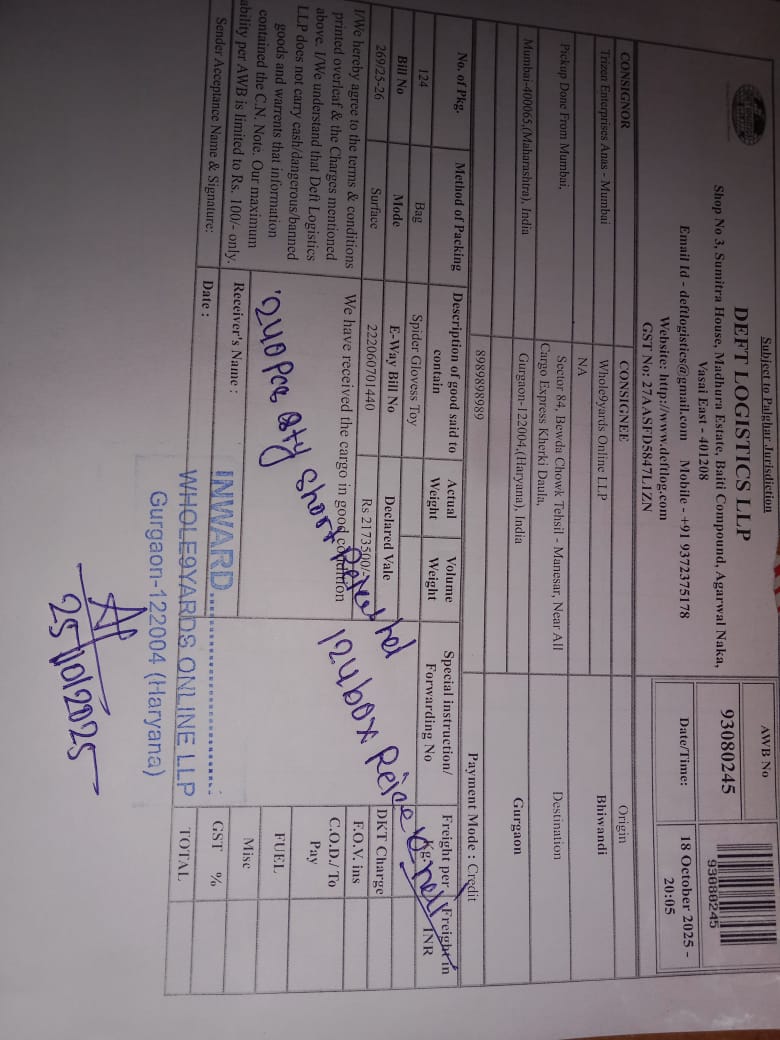 Subject to Palghar Jurisdiction
DEFT LOGISTICS LLP
Shop No 3, Sumitra House, Madhura Estate, Baiti Compound, Agarwal Naka,
Vasai East - 401208
Email Id - deftlogistics@gmail.com Mobile - +91 9372375178
Website: http://www.deftlog.com
GST No: 27AASFD5847L1ZN
AWB No
93080245
93080245
Date/Time:
18 October 2025 -
20:05
CONSIGNOR
CONSIGNEE
Origin
Trizen Enterprises Anas - Mumbai
Whole9yards Online LLP
Bhiwandi
NA
Pickup Done From Mumbai,
Sector 84, Bewda Chowk Tehsil - Manesar, Near All
Cargo Express Kherki Daula,
Destination
Mumbai-400065,(Maharashtra), India
Gurgaon-122004,(Haryana), India
Gurgaon
8989898989
Payment Mode : Credit
No. of Pkg.
Method of Packing
Description of good said to
contain
Actual
Weight
Volume
Weight
Special instruction/
Forwarding No
Freight per
Kg.
Freight in
INR
124
Bag
Spider Glovess Toy
Bill No
Mode
E-Way Bill No
Declared Vale
DKT Charge
269/25-26
Surface
222060701440
Rs 2173500/-
F.O.V. ins
I/We hereby agree to the terms & conditions
printed overleaf & the Charges mentioned
above. I/We understand that Deft Logistics
LLP does not carry cash/dangerous/banned
goods and warrents that information
contained the C.N. Note. Our maximum
ability per AWB is limited to Rs. 100/- only.
Sender Acceptance Name & Signature:
We have received the cargo in good condition
240 Pcs Qty Short
124 box
Receiver's Name :
Date :
C.O.D./ To
Pay
FUEL
Misc
GST %
TOTAL
INWARD
WHOLE9YARDS ONLINE LLP
Gurgaon-122004 (Haryana)
25/10/2025